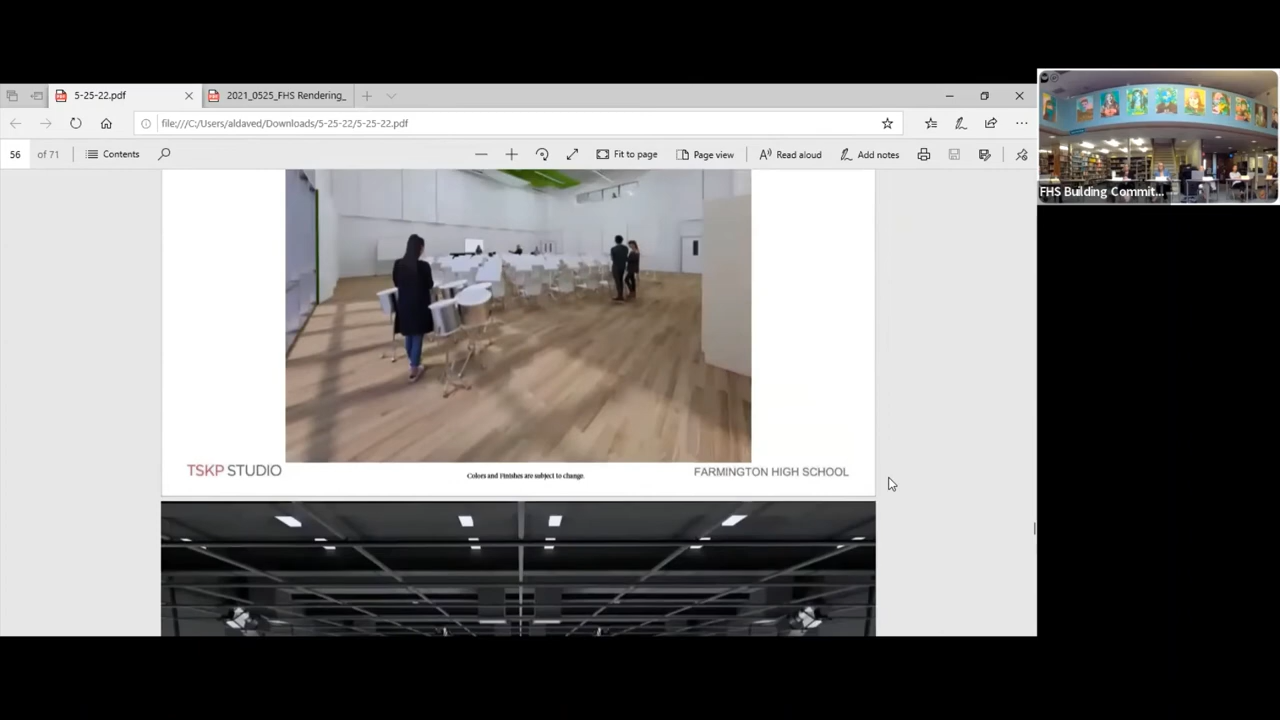 5-25-22.pdf
2021_0525_FHS Rendering_
file:///C:/Users/aldaved/Downloads/5-25-22/5-25-22.pdf
56 of 71
Contents
Fit to page
Page view
Read aloud
Add notes
FHS Building Commit...
TSKP STUDIO
Colors and Finishes are subject to change.
FARMINGTON HIGH SCHOOL